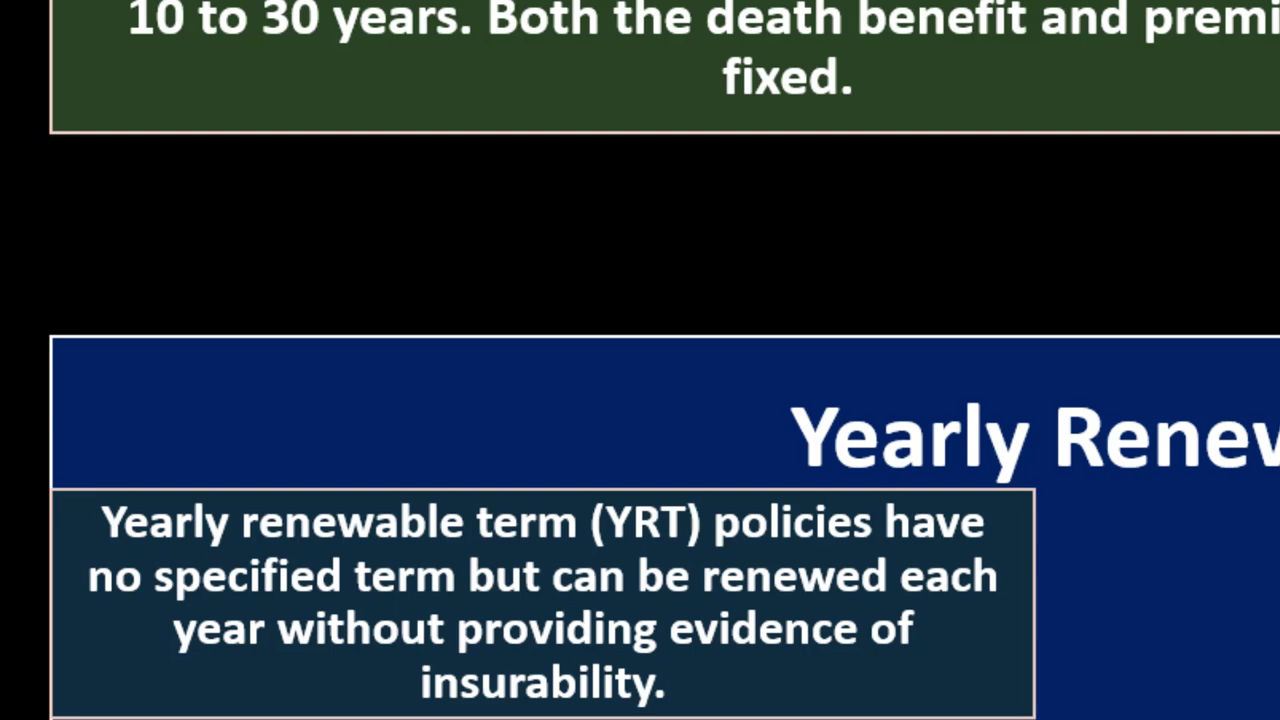 10 to 30 years. Both the death benefit and premi
fixed.
Yearly Renew
Yearly renewable term (YRT) policies have
no specified term but can be renewed each
year without providing evidence of
insurability.